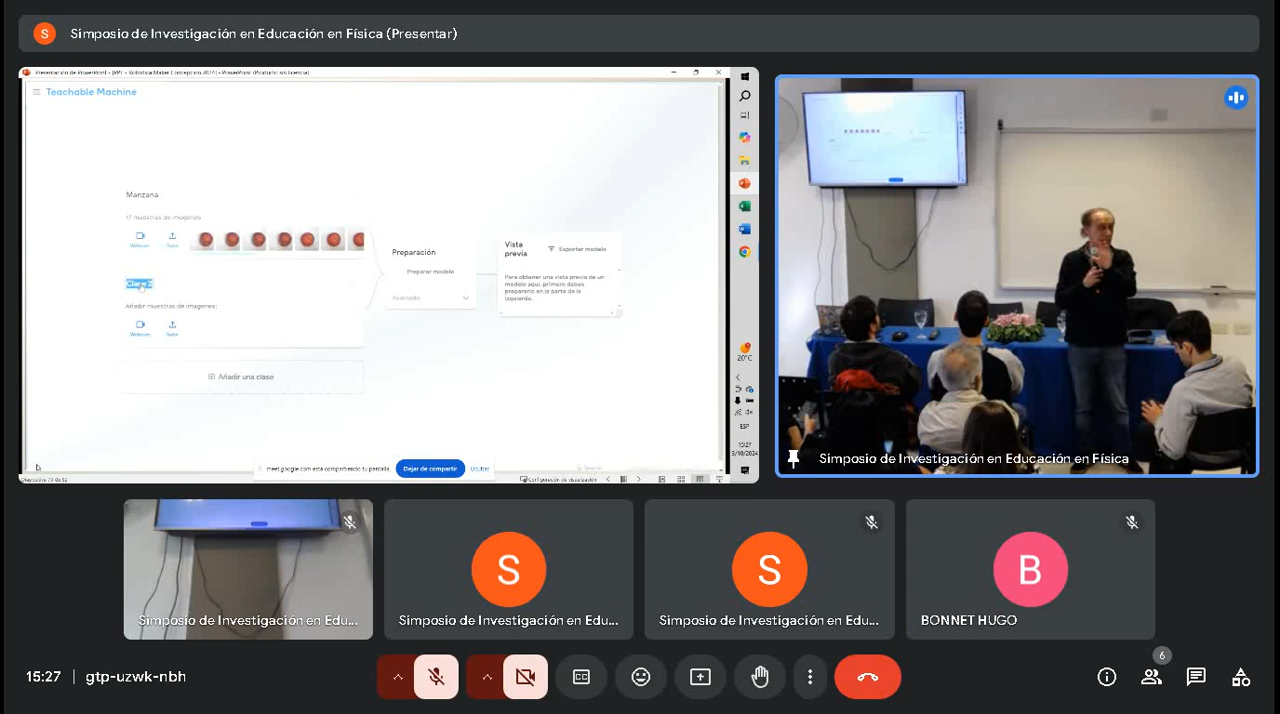 S Simposio de Investigación en Educación en Física (Presentar)
Teachable Machine
Manzana
17 muestras de imágenes
Webcam
Subir
Clase 2
Añadir muestras de imágenes:
Webcam
Subir
Añadir una clase
Preparación
Preparar modelo
Avanzado
Vista previa
Exportar modelo
Para obtener una vista previa de un
modelo aquí, primero debes
prepararlo en la parte de la
izquierda.
meet.google.com está compartiendo tu pantalla.
Dejar de compartir
Ocultar
20°C
ESP
15:27
Simposio de Investigación en Educación en Física
Simposio de Investigación en Edu...
S
Simposio de Investigación en Edu...
S
Simposio de Investigación en Edu...
B
BONNET HUGO
15:27 | gtp-uzwk-nbh
6